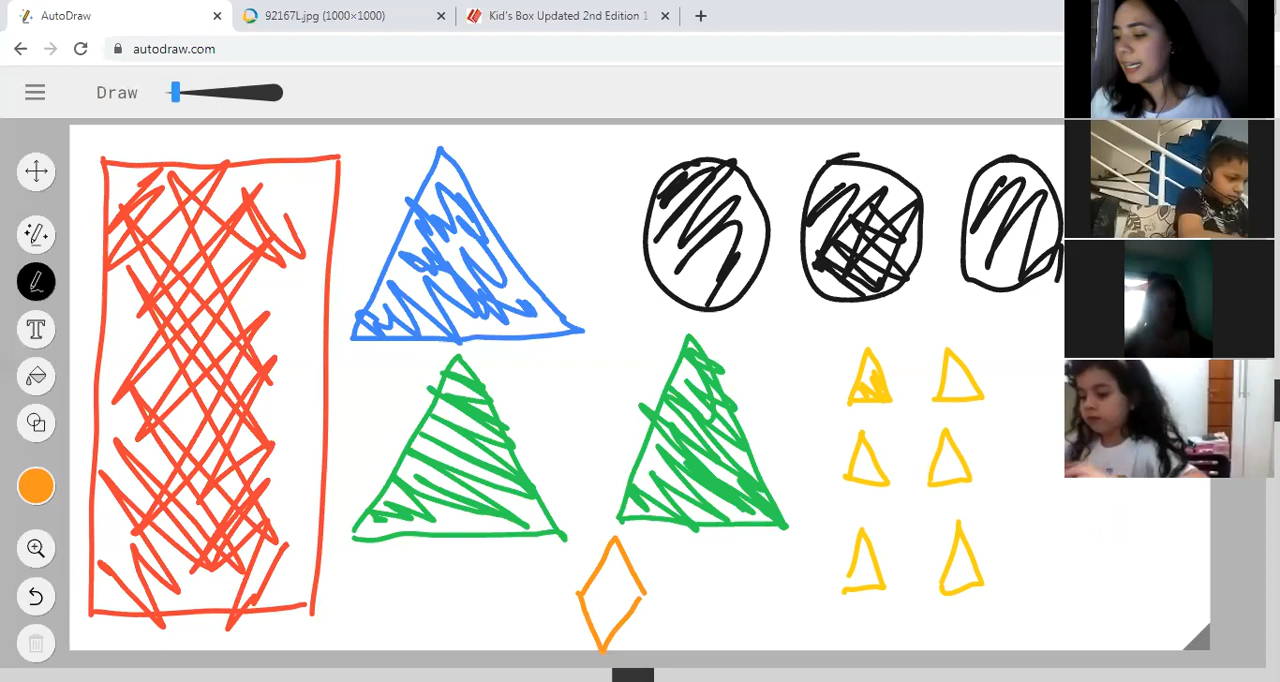 AutoDraw
92167L.jpg (1000×1000)
Kid's Box Updated 2nd Edition 1
autodraw.com
Draw
T